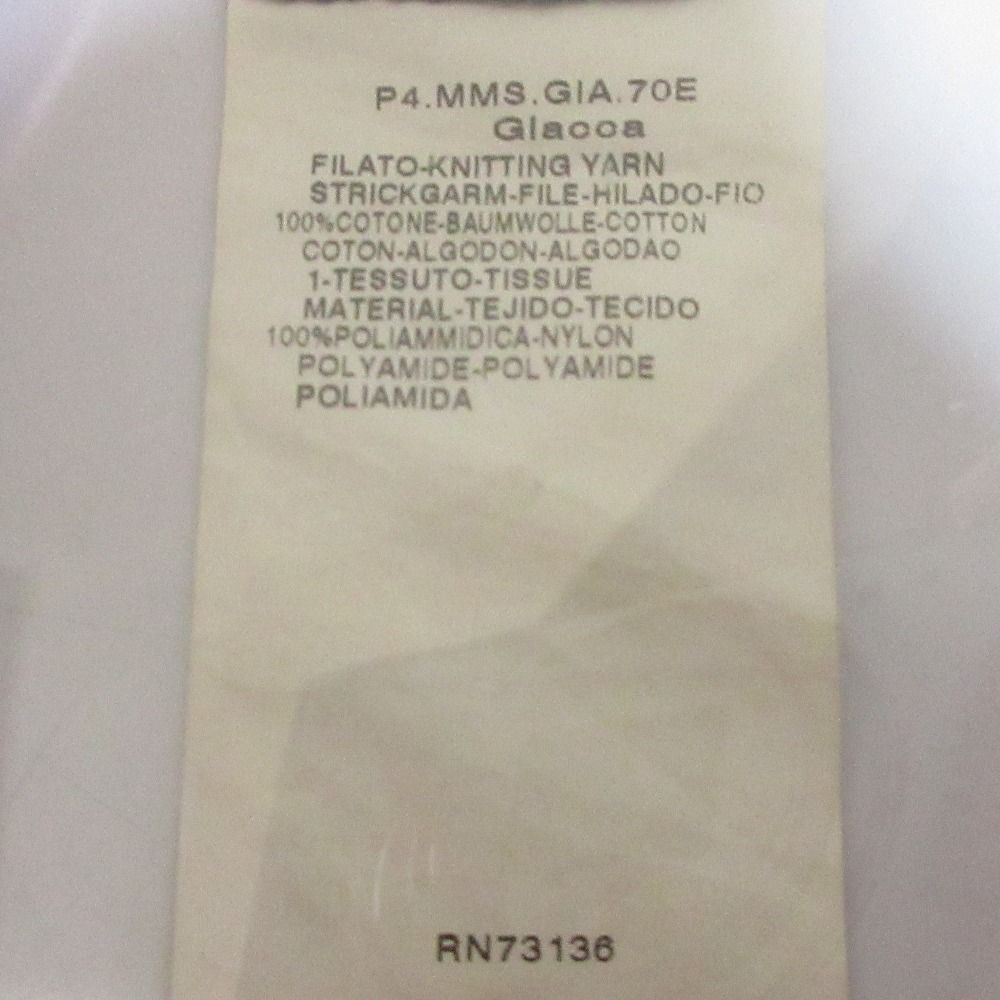 P4.MMS.GIA.70E
Giacca
FILATO-KNITTING YARN
STRICKGARM-FILE-HILADO-FIO
100%COTONE-BAUMWOLLE-COTTON
COTON-ALGODON-ALGODAO
1-TESSUTO-TISSUE
MATERIAL-TEJIDO-TECIDO
100%POLIAMMIDICA-NYLON
POLYAMIDE-POLYAMIDE
POLIAMIDA
RN73136